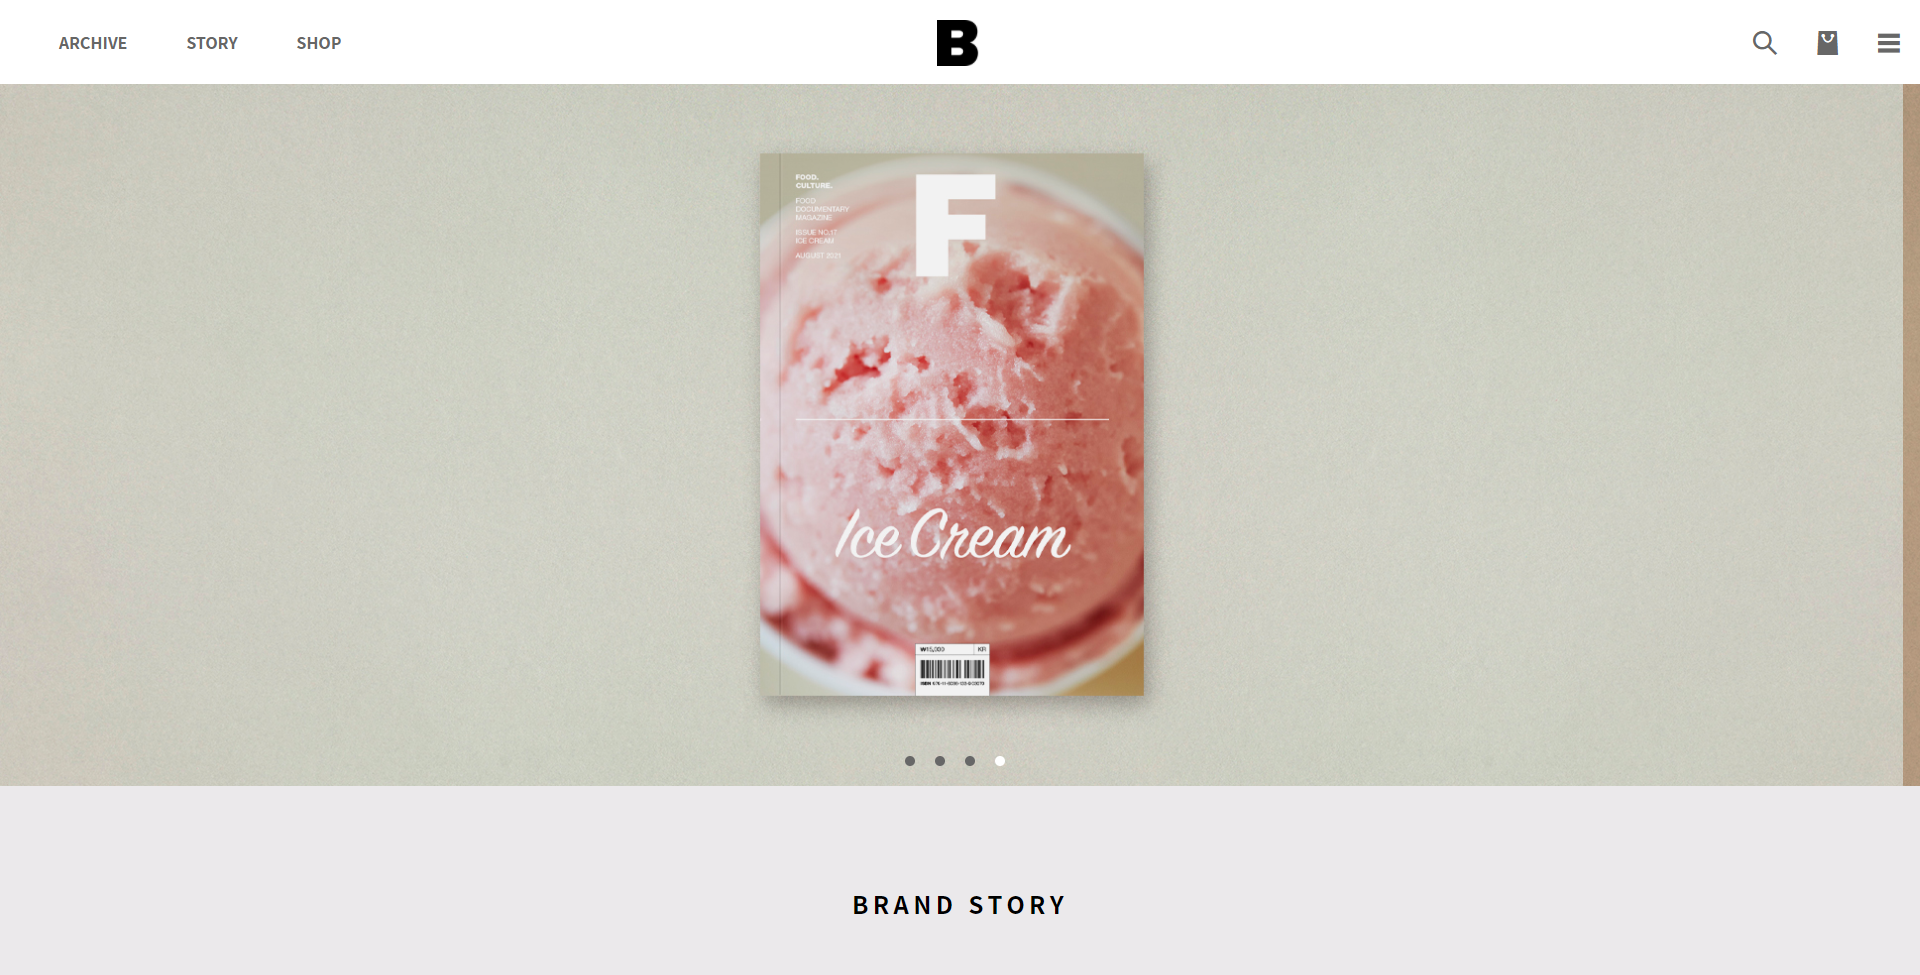 ARCHIVE STORY SHOP B
FOOD.
CULTURE.
FOOD
DOCUMENTARY
MAGAZINE
ISSUE NO.17
ICE CREAM
AUGUST 2021
F
Ice Cream
₩15,000 KR
ISBN
BRAND STORY